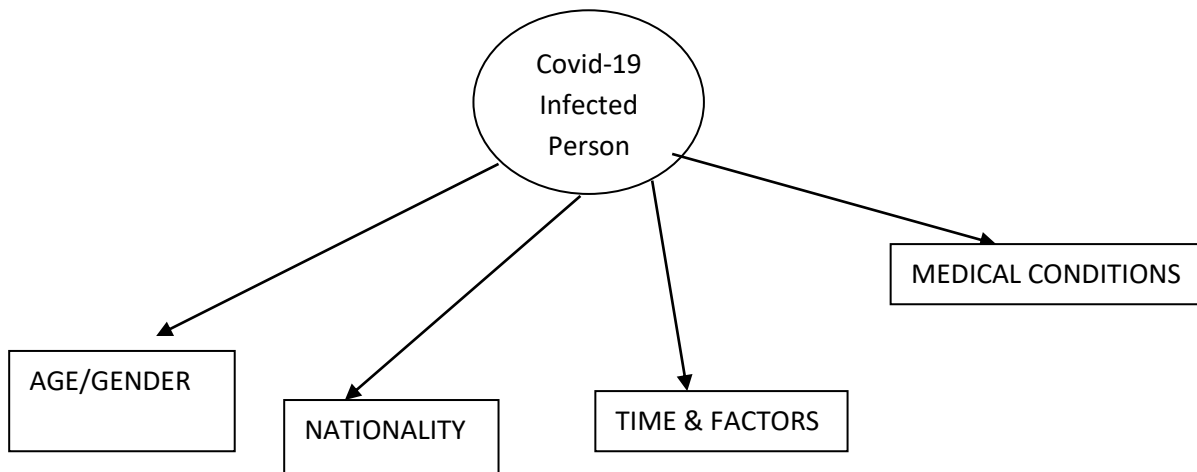 Covid-19
Infected
Person
MEDICAL CONDITIONS
AGE/GENDER
NATIONALITY
TIME & FACTORS